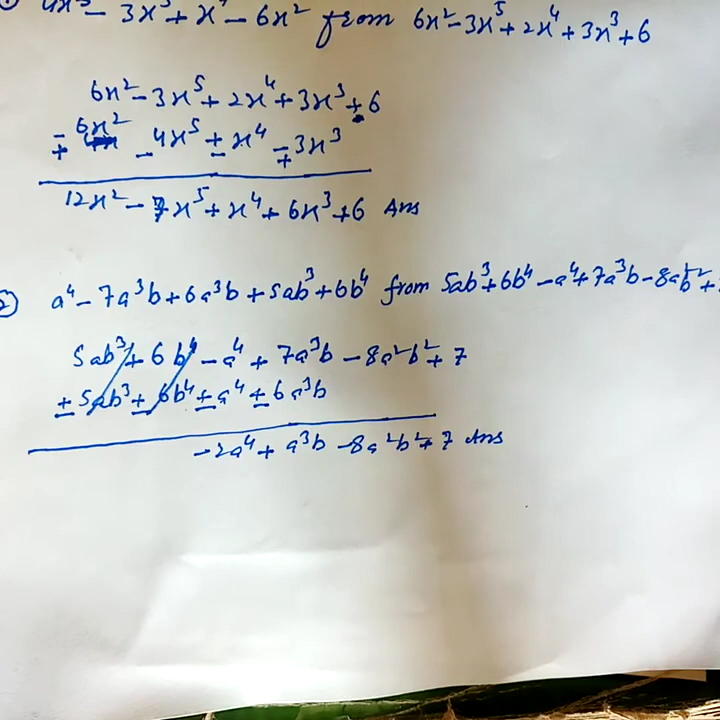 - 3x³ + x⁴ - 6x² from 6x² - 3x⁵ + 2x⁴ + 3x³ + 6
6x² - 3x⁵ + 2x⁴ + 3x³ + 6
6x² - 4x⁵ + x⁴ - 3x³
12x² - 7x⁵ + x⁴ + 6x³ + 6 Ans
2) a⁴ - 7a³b + 6a³b + 5ab³ + 6b⁴ from 5ab³ + 6b⁴ - a⁴ + 7a³b - 8a²b² +
5ab³ + 6b⁴ - a⁴ + 7a³b - 8a²b² + 7
± 5ab³ ± 6b⁴ ± a⁴ ± 6a³b
-2a⁴ + a³b - 8a²b² + 7 Ans